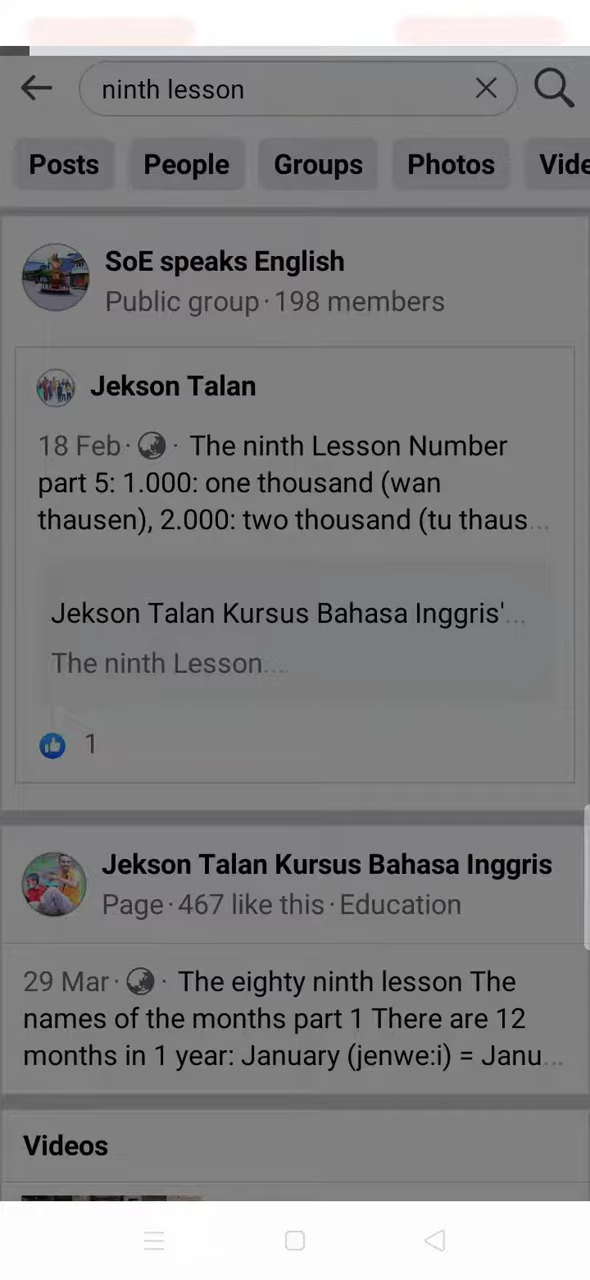 ninth lesson
Posts People Groups Photos Vide
SoE speaks English
Public group · 198 members
Jekson Talan
18 Feb · · The ninth Lesson Number
part 5: 1.000: one thousand (wan
thausen), 2.000: two thousand (tu thaus...
Jekson Talan Kursus Bahasa Inggris'...
The ninth Lesson...
1
Jekson Talan Kursus Bahasa Inggris
Page · 467 like this · Education
29 Mar · · The eighty ninth lesson The
names of the months part 1 There are 12
months in 1 year: January (jenwe:i) = Janu...
Videos